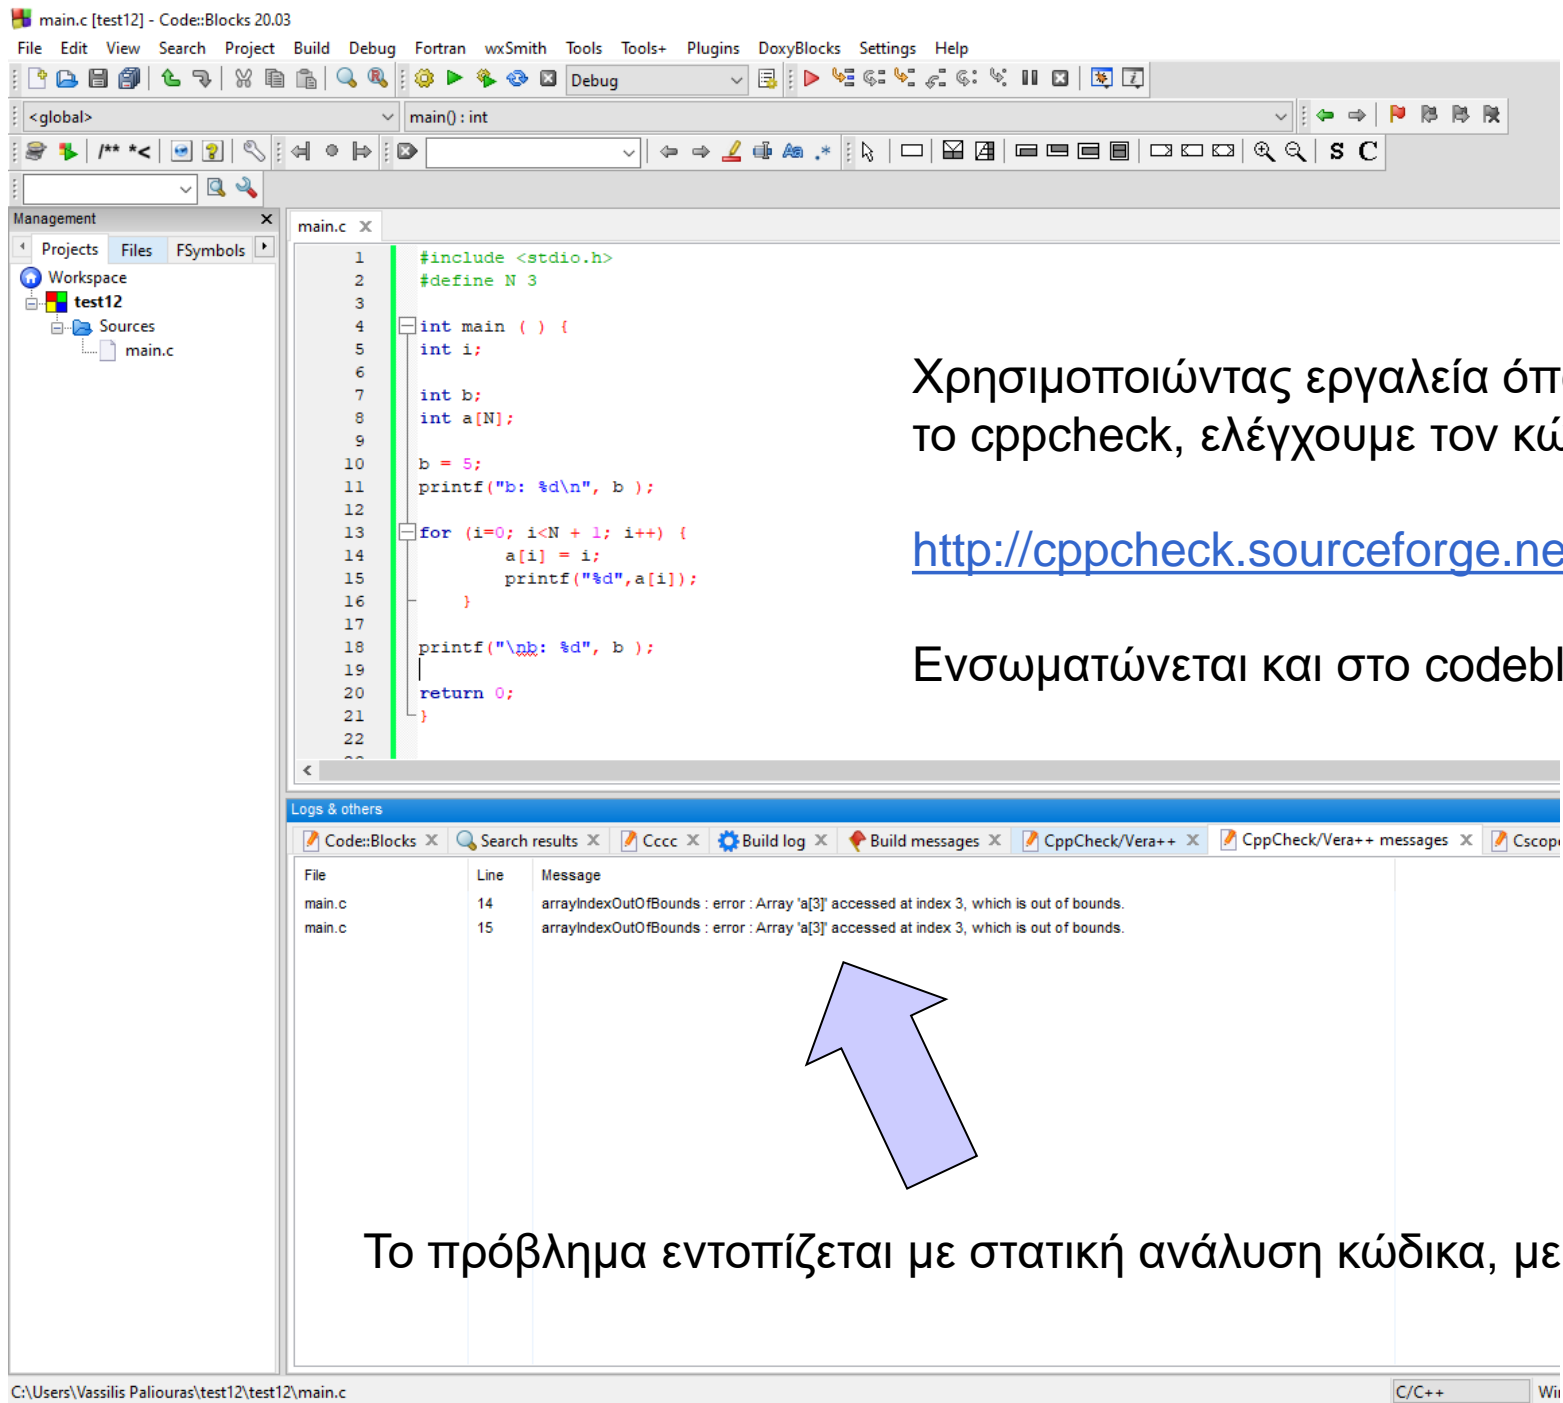 main.c [test12] - Code::Blocks 20.03
File Edit View Search Project Build Debug Fortran wxSmith Tools Tools+ Plugins DoxyBlocks Settings Help
Debug
<global> main() : int
/** *< .* S C
Management
Projects Files FSymbols
Workspace
test12
Sources
main.c
main.c
1 #include <stdio.h>
2 #define N 3
3
4 int main ( ) {
5 int i;
6
7 int b;
8 int a[N];
9
10 b = 5;
11 printf("b: %d\n", b );
12
13 for (i=0; i<N + 1; i++) {
14 a[i] = i;
15 printf("%d",a[i]);
16 }
17
18 printf("\nb: %d", b );
19
20 return 0;
21 }
22
Χρησιμοποιώντας εργαλεία
το cppcheck, ελέγχουμε τον
http://cppcheck.sourceforge.ne
Ενσωματώνεται και στο codebl
Logs & others
Code::Blocks Search results Cccc Build log Build messages CppCheck/Vera++ CppCheck/Vera++ messages Cscope
File Line Message
main.c 14 arrayIndexOutOfBounds : error : Array 'a[3]' accessed at index 3, which is out of bounds.
main.c 15 arrayIndexOutOfBounds : error : Array 'a[3]' accessed at index 3, which is out of bounds.
Το πρόβλημα εντοπίζεται με στατική ανάλυση κώδικα, με
C:\Users\Vassilis Paliouras\test12\test12\main.c C/C++